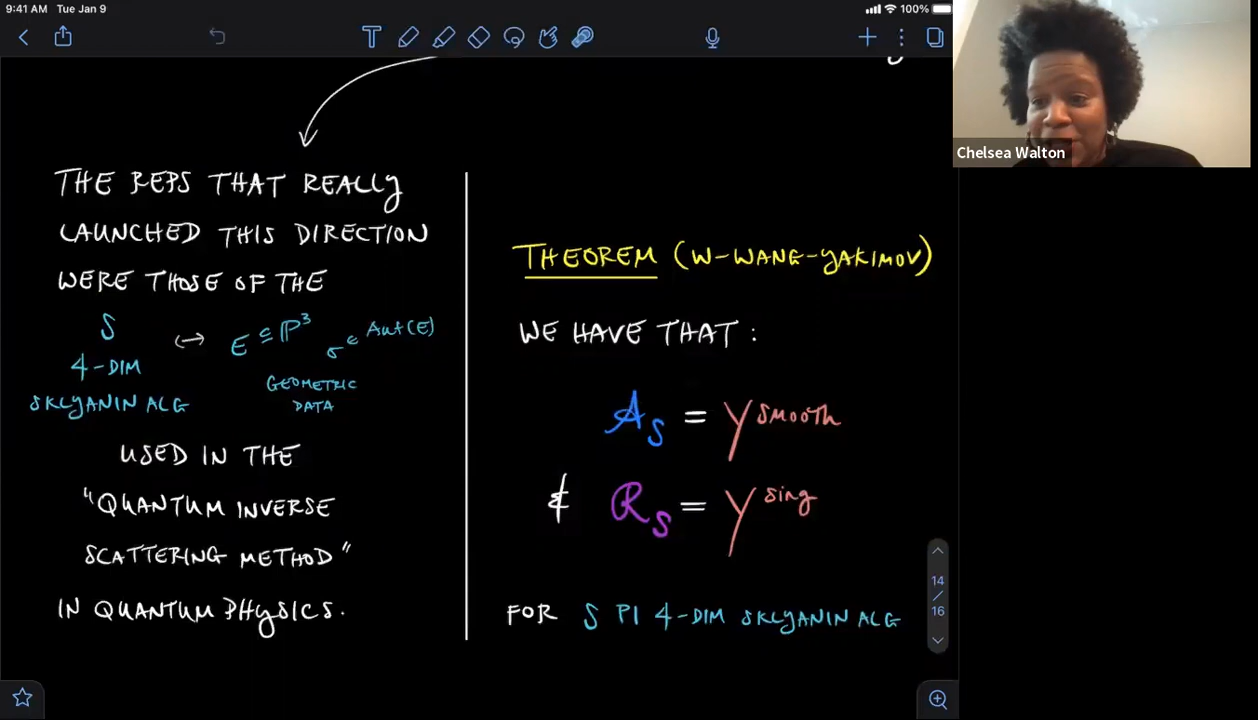 9:41 AM Tue Jan 9
100%
Chelsea Walton
THE REPS THAT REALLY
LAUNCHED THIS DIRECTION
WERE THOSE OF THE
S ↔ E ⊆ ℙ³ σ ∈ Aut(E)
4-DIM
SKLYANIN ALG
GEOMETRIC
DATA
USED IN THE
"QUANTUM INVERSE
SCATTERING METHOD"
IN QUANTUM PHYSICS.
THEOREM (W-WANG-YAKIMOV)
WE HAVE THAT:
A_S = Y^smooth
& R_S = Y^sing
FOR S PI 4-DIM SKLYANIN ALG
14
/
16